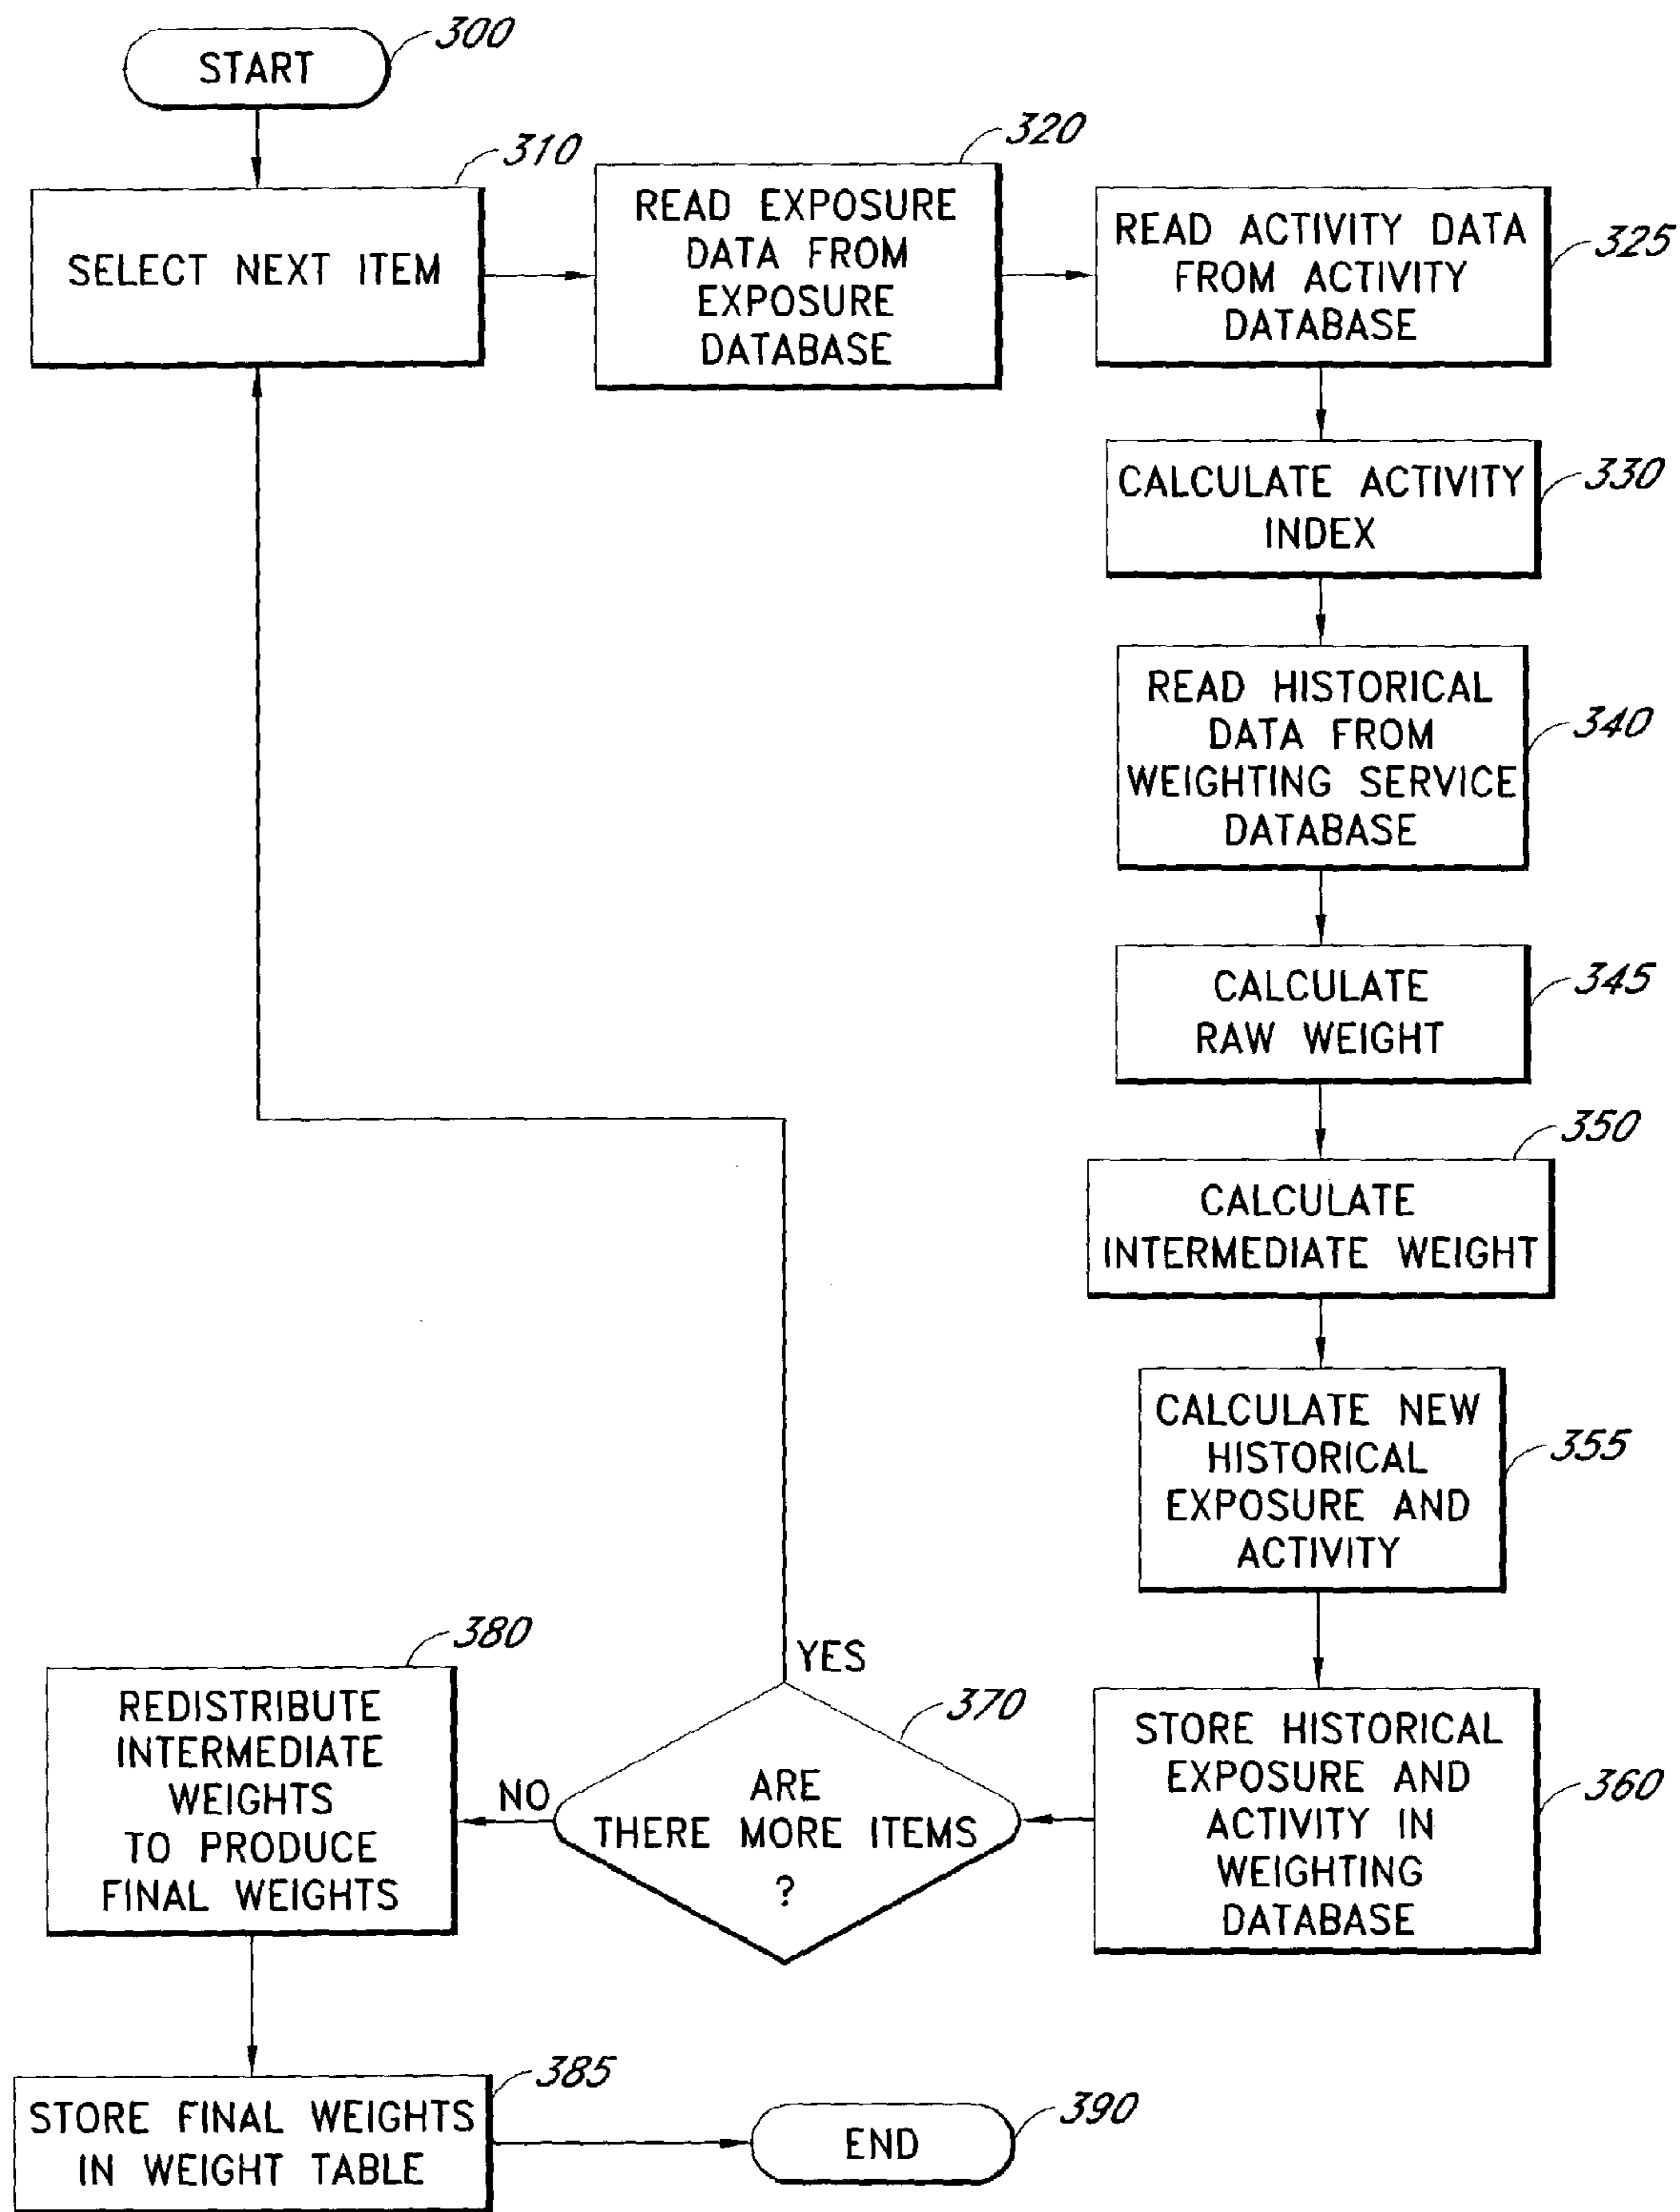 300
START
310
SELECT NEXT ITEM
320
READ EXPOSURE
DATA FROM
EXPOSURE
DATABASE
325
READ ACTIVITY DATA
FROM ACTIVITY
DATABASE
330
CALCULATE ACTIVITY
INDEX
340
READ HISTORICAL
DATA FROM
WEIGHTING SERVICE
DATABASE
345
CALCULATE
RAW WEIGHT
350
CALCULATE
INTERMEDIATE WEIGHT
355
CALCULATE NEW
HISTORICAL
EXPOSURE AND
ACTIVITY
360
STORE HISTORICAL
EXPOSURE AND
ACTIVITY IN
WEIGHTING
DATABASE
370
ARE
THERE MORE ITEMS
?
YES
NO
380
REDISTRIBUTE
INTERMEDIATE
WEIGHTS
TO PRODUCE
FINAL WEIGHTS
385
STORE FINAL WEIGHTS
IN WEIGHT TABLE
390
END